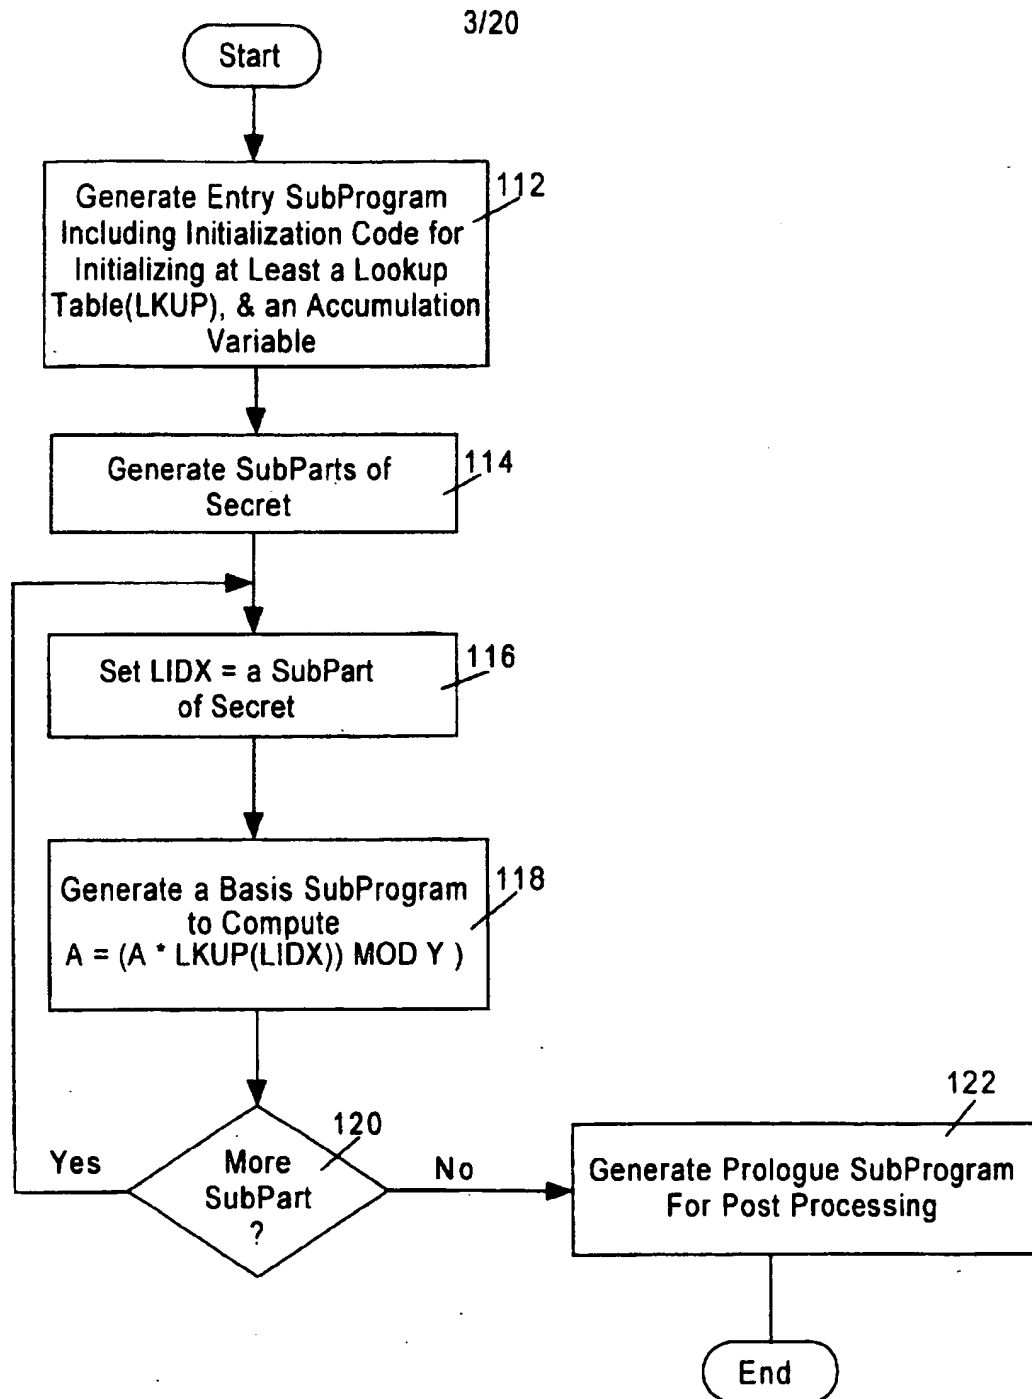 3/20
Start
Generate Entry SubProgram
Including Initialization Code for
Initializing at Least a Lookup
Table(LKUP), & an Accumulation
Variable
112
Generate SubParts of
Secret
114
Set LIDX = a SubPart
of Secret
116
Generate a Basis SubProgram
to Compute
A = (A * LKUP(LIDX)) MOD Y )
118
More
SubPart
?
120
Yes
No
122
Generate Prologue SubProgram
For Post Processing
End